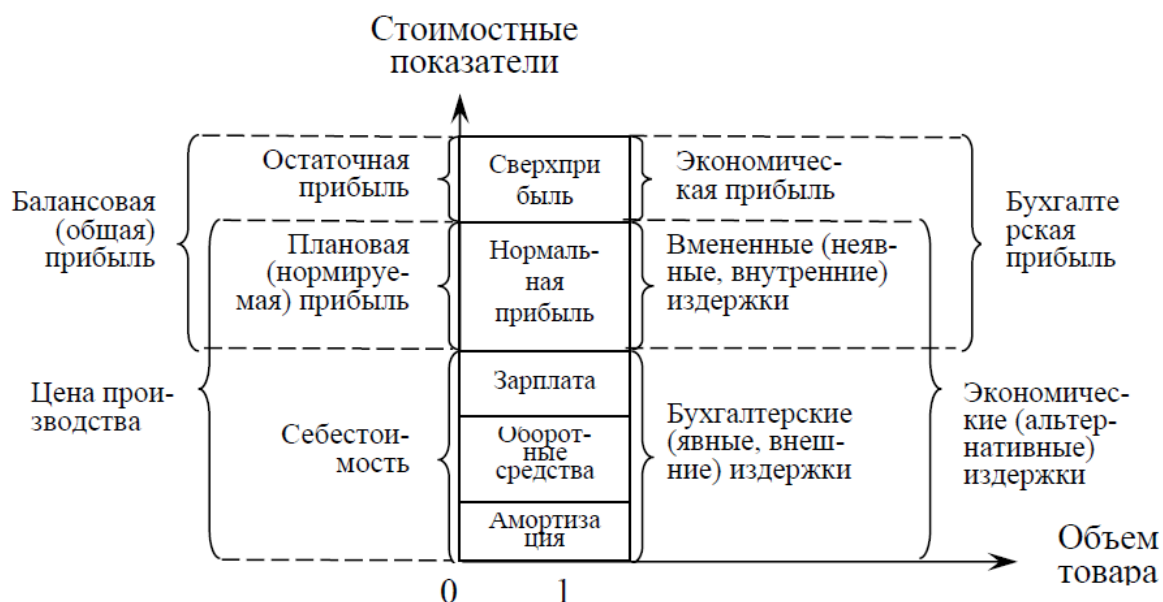 Стоимостные
показатели
Остаточная
прибыль
Сверхпри
быль
Экономичес-
кая прибыль
Балансовая
(общая)
прибыль
Плановая
(нормируе-
мая) прибыль
Нормаль-
ная
прибыль
Вмененные (неяв-
ные, внутренние)
издержки
Бухгалте
рская
прибыль
Цена прои-
зводства
Себестои-
мость
Зарплата
Оборот-
ные
средства
Амортиза
ция
Бухгалтерские
(явные, внеш-
ние) издержки
Экономичес-
кие (альтер-
нативные)
издержки
Объем
товара
0 1